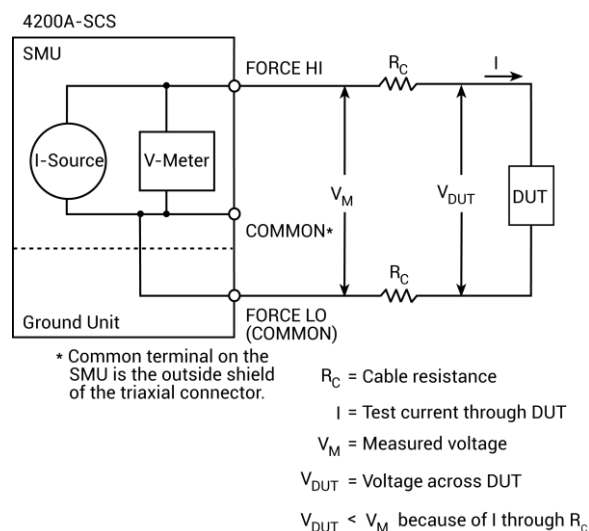 4200A-SCS
SMU
FORCE HI
R_C
I
I-Source
V-Meter
V_M
V_DUT
DUT
COMMON*
R_C
Ground Unit
FORCE LO
(COMMON)
* Common terminal on the
SMU is the outside shield
of the triaxial connector.
R_C = Cable resistance
I = Test current through DUT
V_M = Measured voltage
V_DUT = Voltage across DUT
V_DUT < V_M because of I through R_c